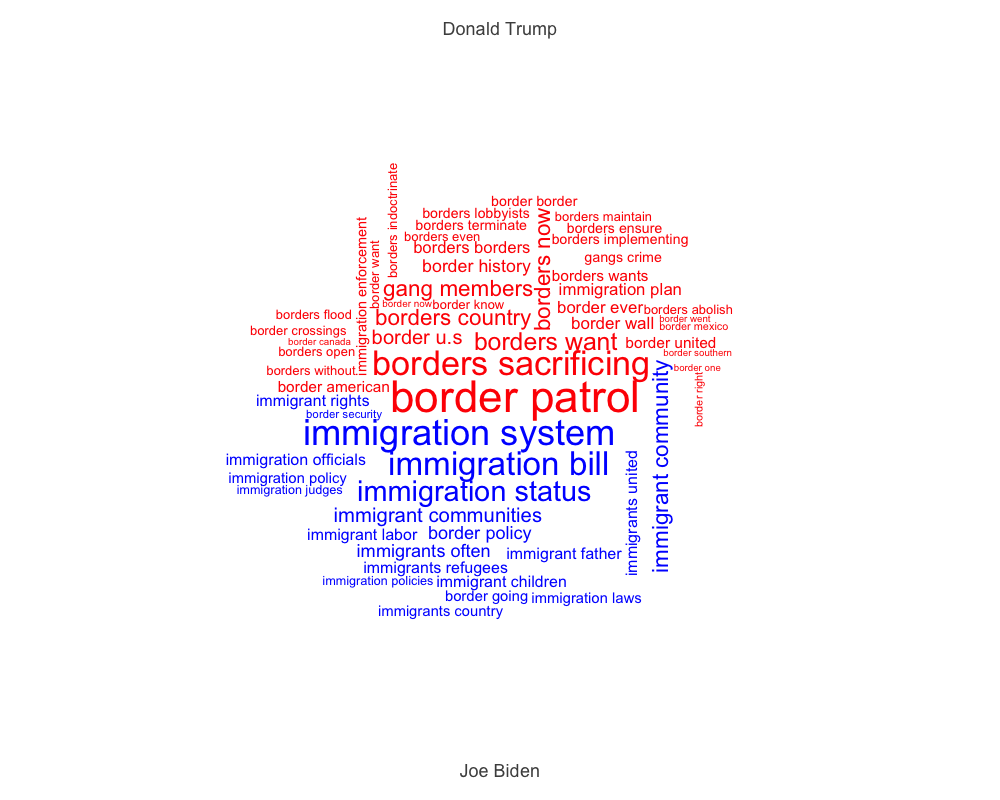 Donald Trump
borders indoctrinate
border border
borders lobbyists
borders now
borders maintain
immigration enforcement
borders terminate
borders ensure
borders even
border want
borders implementing
borders borders
gangs crime
border history
borders wants
gang members
immigration plan
border now
border know
border ever
borders abolish
borders flood
borders country
border wall
border went
border mexico
border crossings
border u.s
borders want
border united
border canada
borders open
border southern
borders sacrificing
border one
borders without
border american
border patrol
border right
immigrant rights
border security
immigrant community
immigration system
immigration officials
immigration bill
immigrants united
immigration policy
immigration judges
immigration status
immigrant communities
immigrant labor
border policy
immigrants often
immigrant father
immigrants refugees
immigration policies
immigrant children
border going
immigration laws
immigrants country
Joe Biden